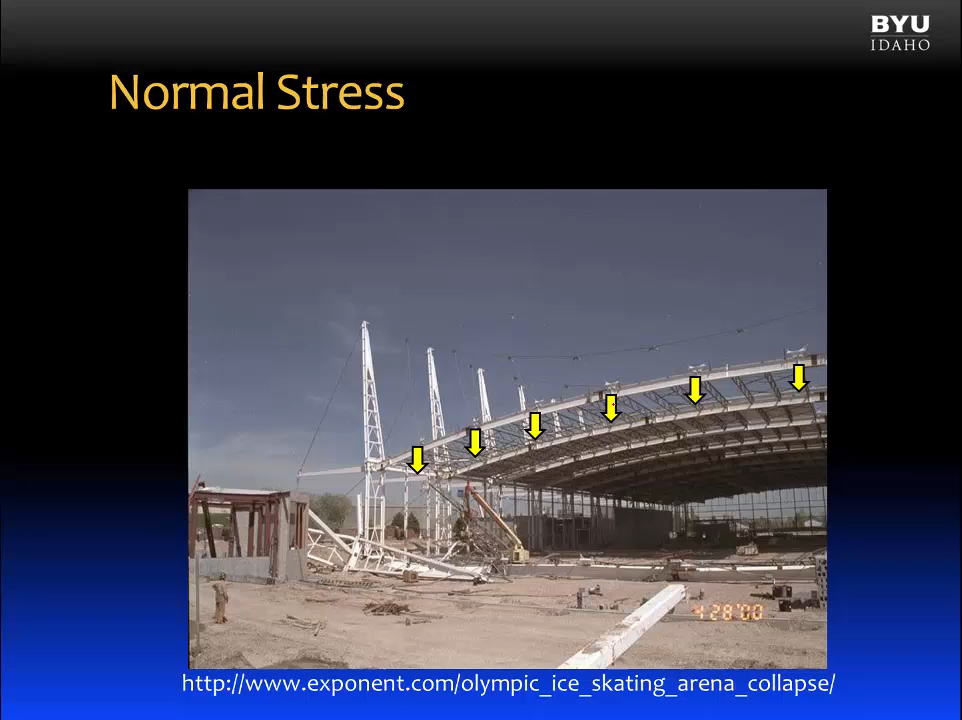 BYU
IDAHO
Normal Stress
4 28 '00
http://www.exponent.com/olympic_ice_skating_arena_collapse/